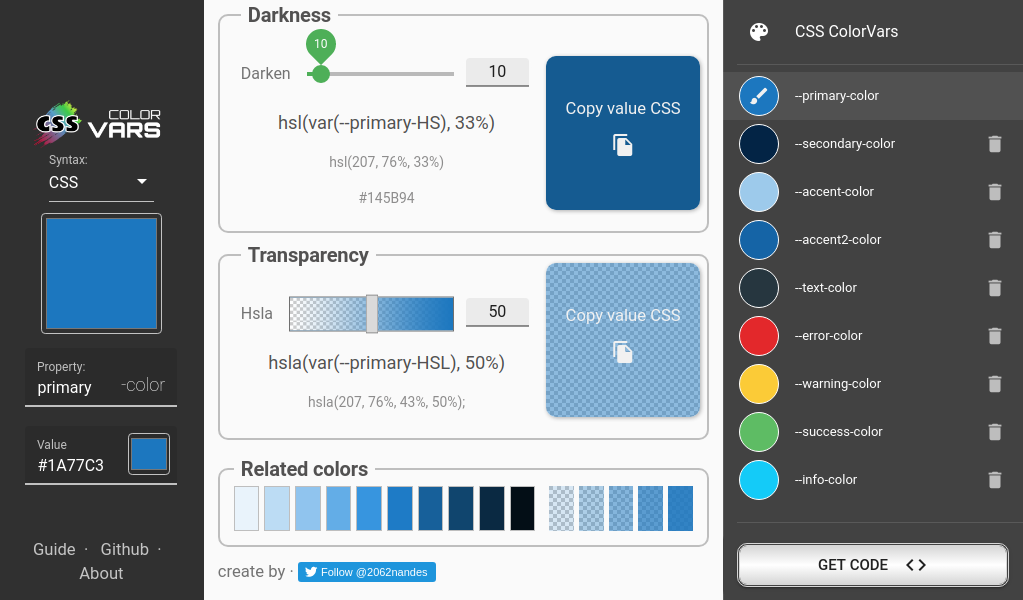 CSS COLOR
VARS
Syntax:
CSS
Property:
primary -color
Value
#1A77C3
Guide · Github ·
About
Darkness
10
Darken 10
hsl(var(--primary-HS), 33%)
hsl(207, 76%, 33%)
#145B94
Copy value CSS
Transparency
Hsla 50
hsla(var(--primary-HSL), 50%)
hsla(207, 76%, 43%, 50%);
Copy value CSS
Related colors
create by · Follow @2062nandes
CSS ColorVars
--primary-color
--secondary-color
--accent-color
--accent2-color
--text-color
--error-color
--warning-color
--success-color
--info-color
GET CODE <>